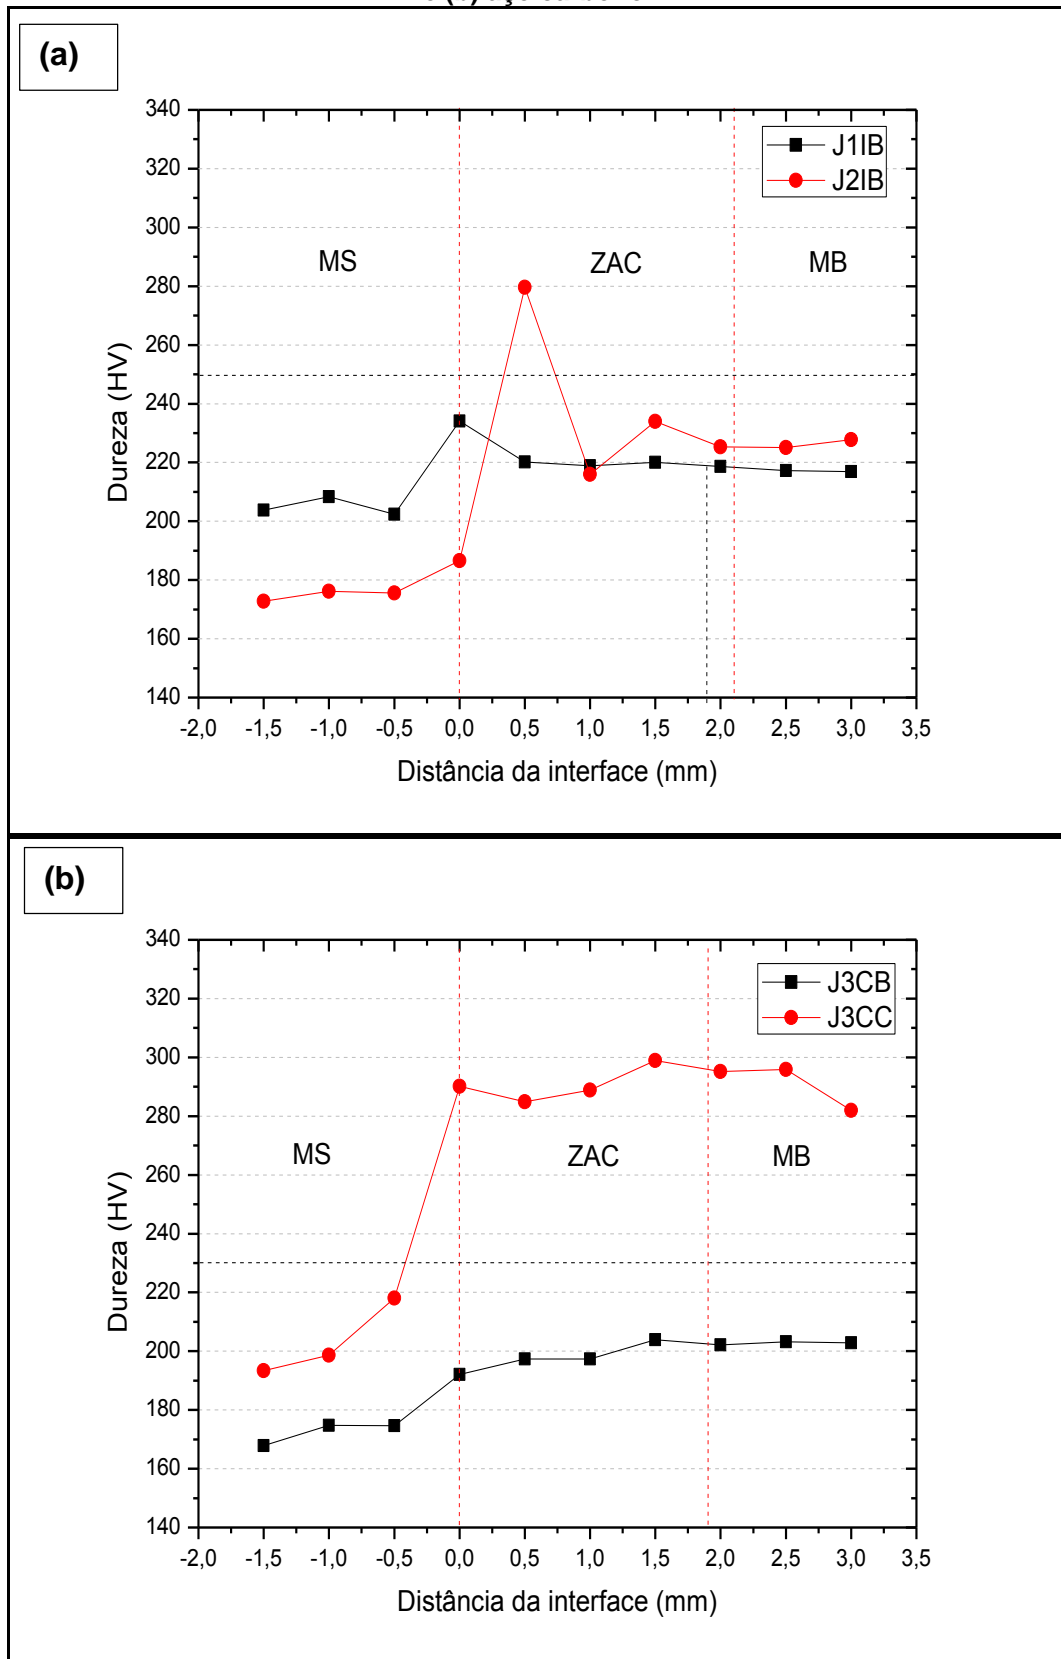 (a)
340
320
300
280
260
240
220
200
180
160
140
Dureza (HV)
J1IB
J2IB
MS
ZAC
MB
-2,0 -1,5 -1,0 -0,5 0,0 0,5 1,0 1,5 2,0 2,5 3,0 3,5
Distância da interface (mm)
(b)
340
320
300
280
260
240
220
200
180
160
140
Dureza (HV)
J3CB
J3CC
MS
ZAC
MB
-2,0 -1,5 -1,0 -0,5 0,0 0,5 1,0 1,5 2,0 2,5 3,0 3,5
Distância da interface (mm)